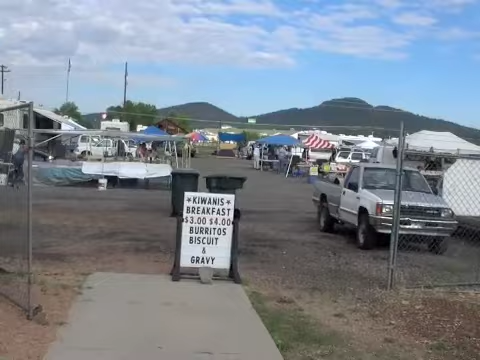 *KIWANIS*
BREAKFAST
$3.00 $4.00
BURRITOS
BISCUIT
&
GRAVY